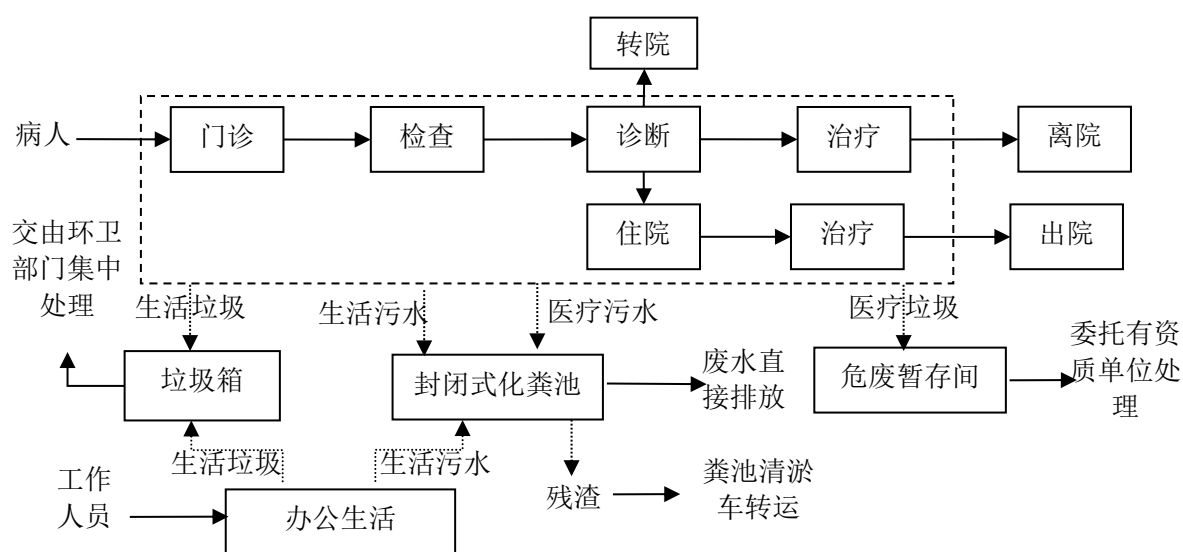 转院
病人
门诊
检查
诊断
治疗
离院
住院
治疗
出院
交由环卫
部门集中
处理
生活垃圾
生活污水
医疗污水
医疗垃圾
垃圾箱
封闭式化粪池
废水直
接排放
危废暂存间
委托有资
质单位处
理
生活垃圾
生活污水
工作
人员
办公生活
残渣
粪池清淤
车转运